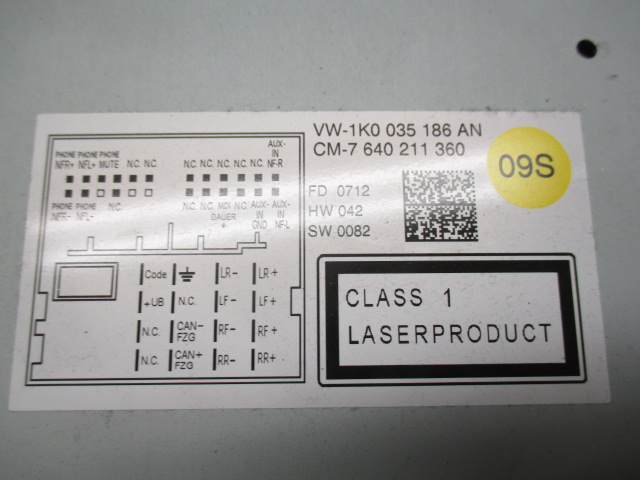 VW-1K0 035 186 AN
CM-7 640 211 360
09S
FD 0712
HW 042
SW 0082
CLASS 1
LASERPRODUCT
PHONE PHONE PHONE AUX-
NFR+ NFL+ MUTE N.C. N.C. N.C. N.C. N.C. N.C. IN
NF-R
PHONE PHONE N.C. N.C. N.C. MDI N.C. AUX- AUX-
NFR- NFL- DAUER IN IN
+ GND NF-L
Code LR- LR+
+UB N.C. LF- LF+
N.C. CAN- RF- RF+
FZG
N.C. CAN+ RR- RR+
FZG